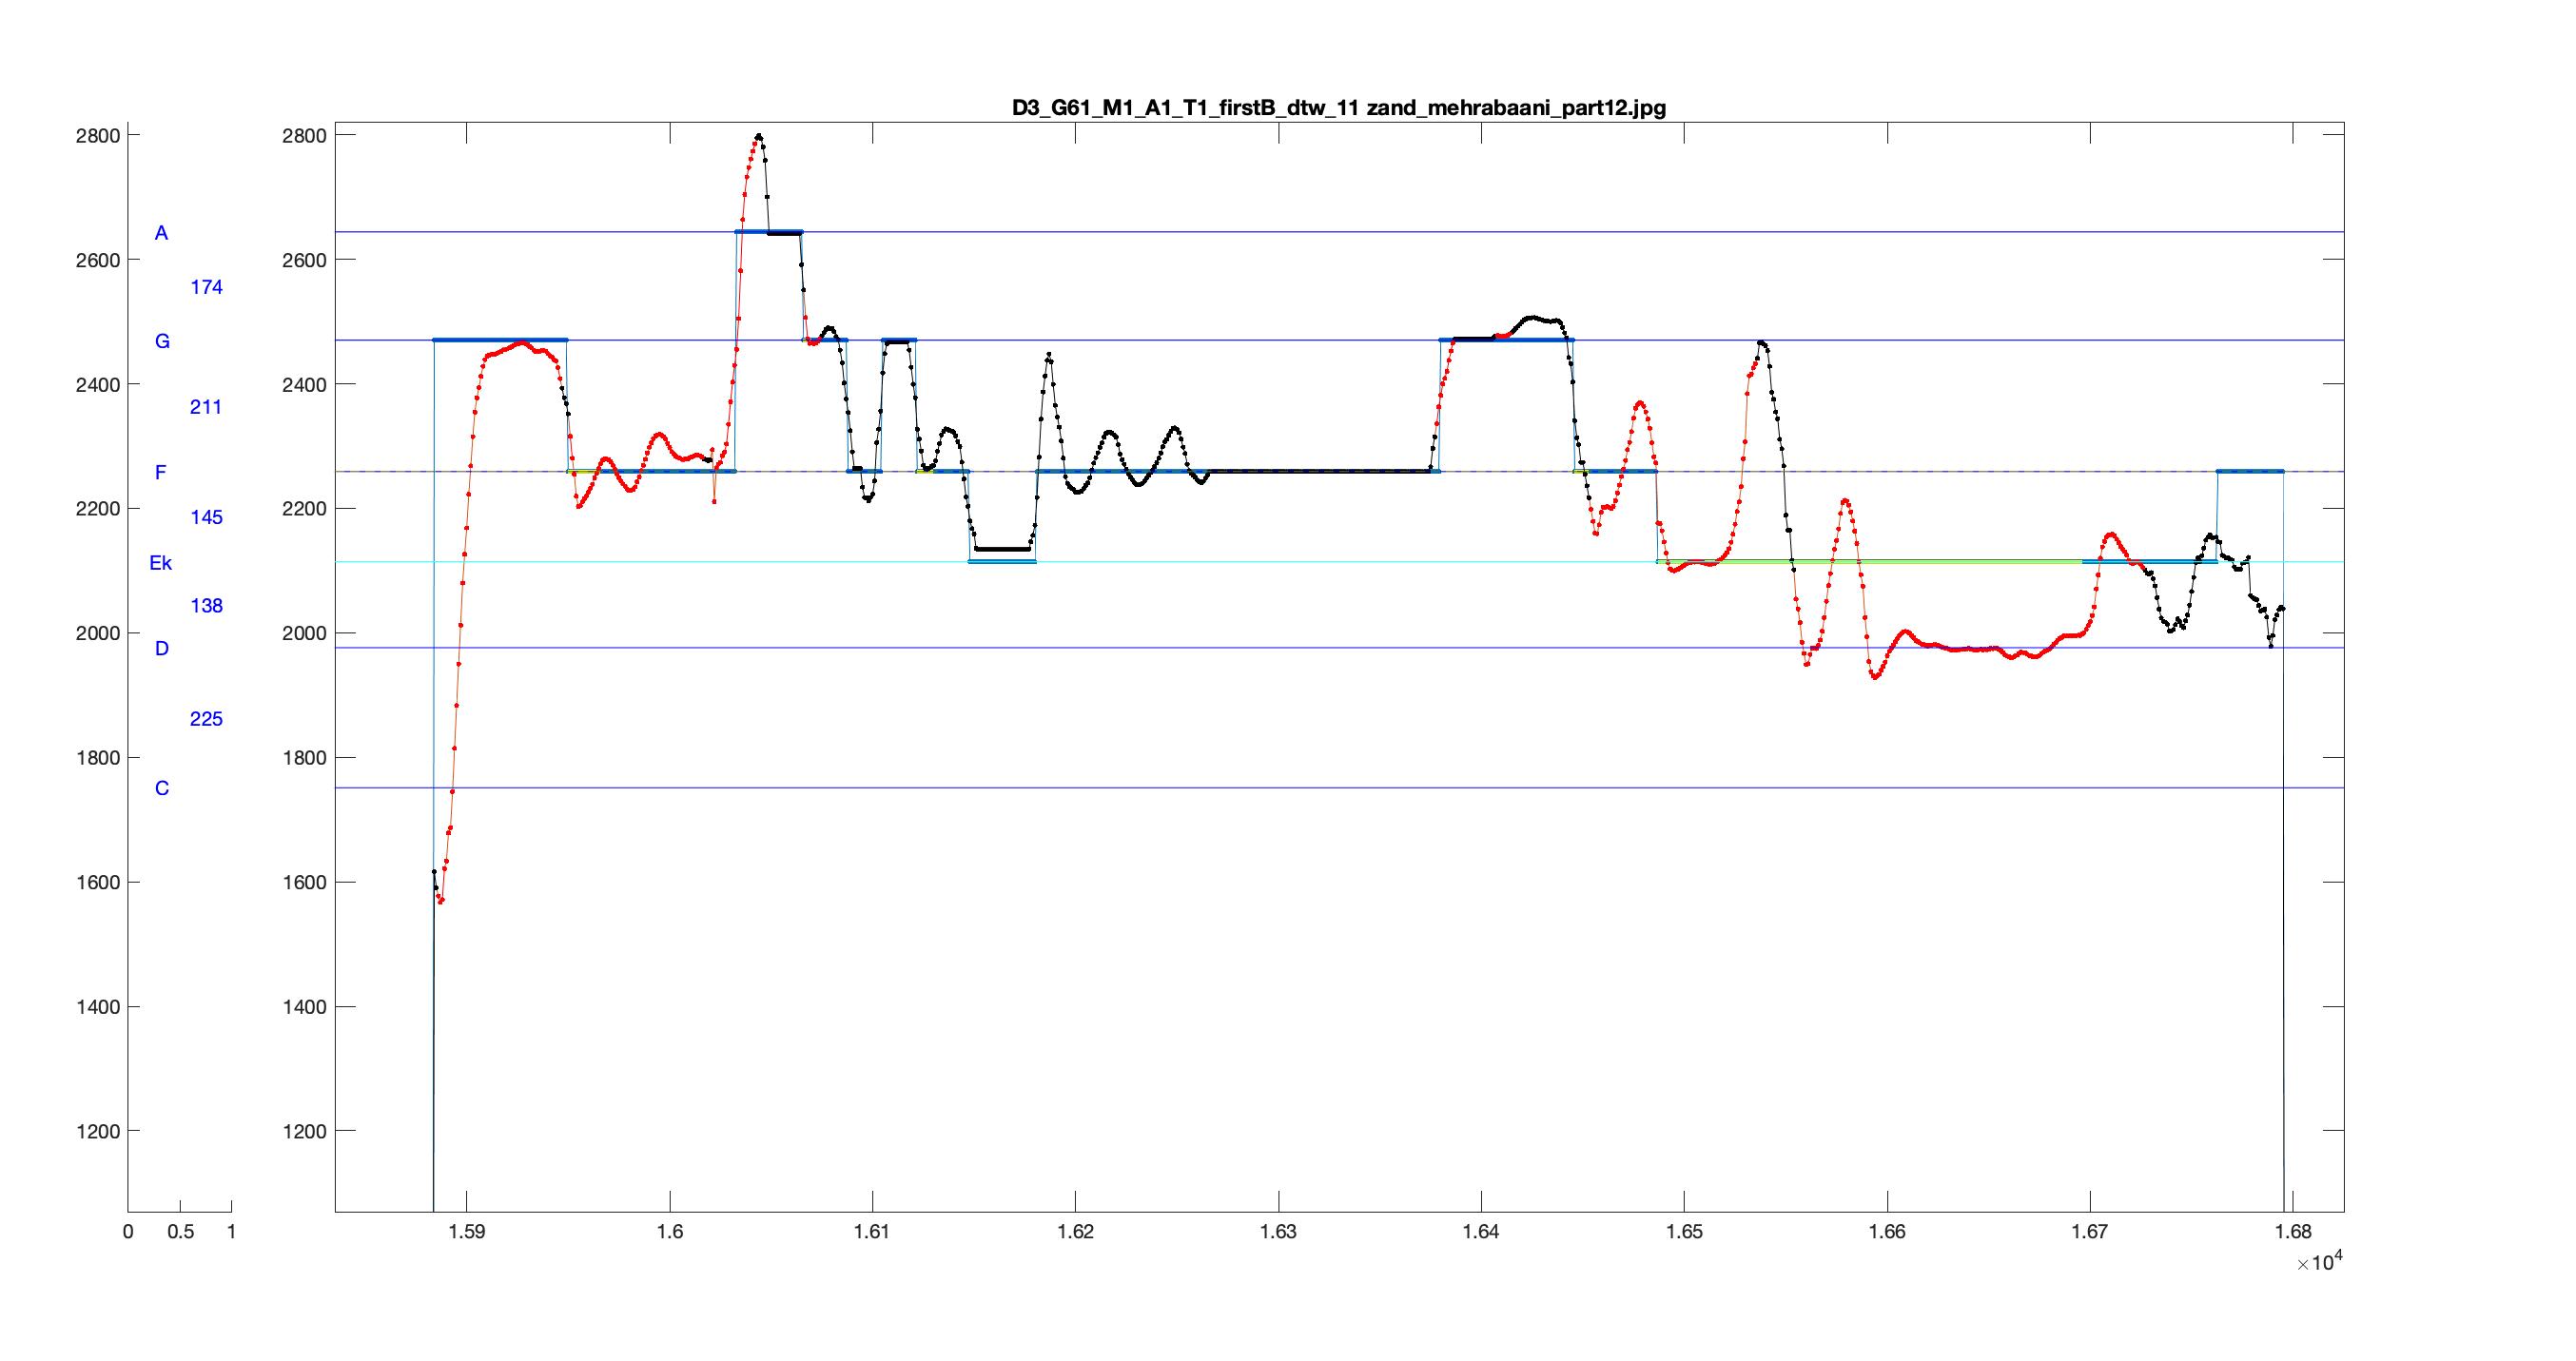 D3_G61_M1_A1_T1_firstB_dtw_11 zand_mehrabaani_part12.jpg
2800 2800
A
2600 2600
174
G
2400 2400
211
F
2200 2200
145
Ek
138
2000 2000
D
225
1800 1800
C
1600 1600
1400 1400
1200 1200
0 0.5 1 1.59 1.6 1.61 1.62 1.63 1.64 1.65 1.66 1.67 1.68
×10⁴